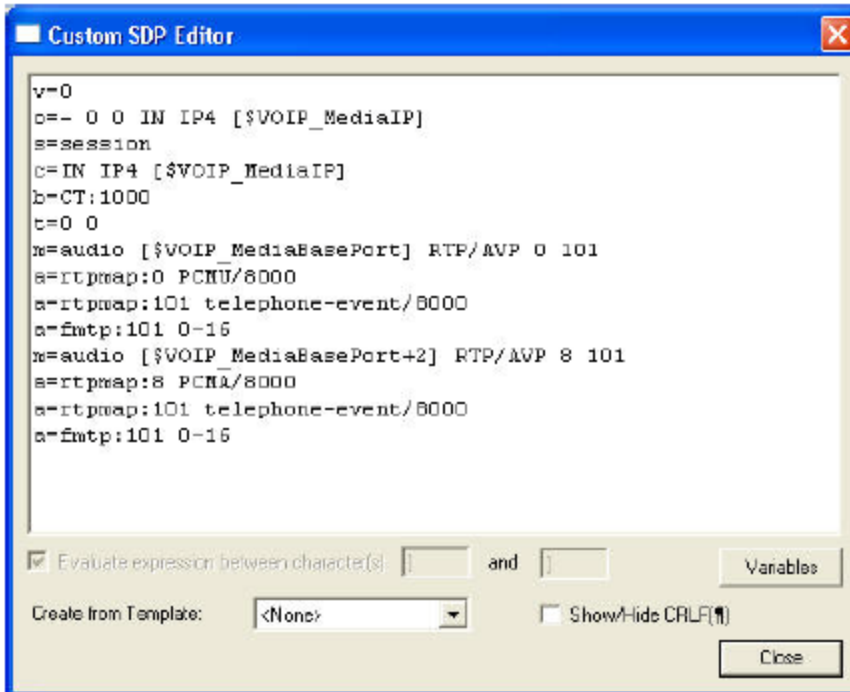 Custom SDP Editor
v=0
o=- 0 0 IN IP4 [$VOIP_MediaIP]
s=session
c=IN IP4 [$VOIP_MediaIP]
b=CT:1000
t=0 0
m=audio [$VOIP_MediaBasePort] RTP/AVP 0 101
a=rtpmap:0 PCMU/8000
a=rtpmap:101 telephone-event/8000
a=fmtp:101 0-16
m=audio [$VOIP_MediaBasePort+2] RTP/AVP 8 101
a=rtpmap:8 PCMA/8000
a=rtpmap:101 telephone-event/8000
a=fmtp:101 0-16
Evaluate expression between character(s) and Variables
Create from Template: <None> Show/Hide CRLF(¶)
Close